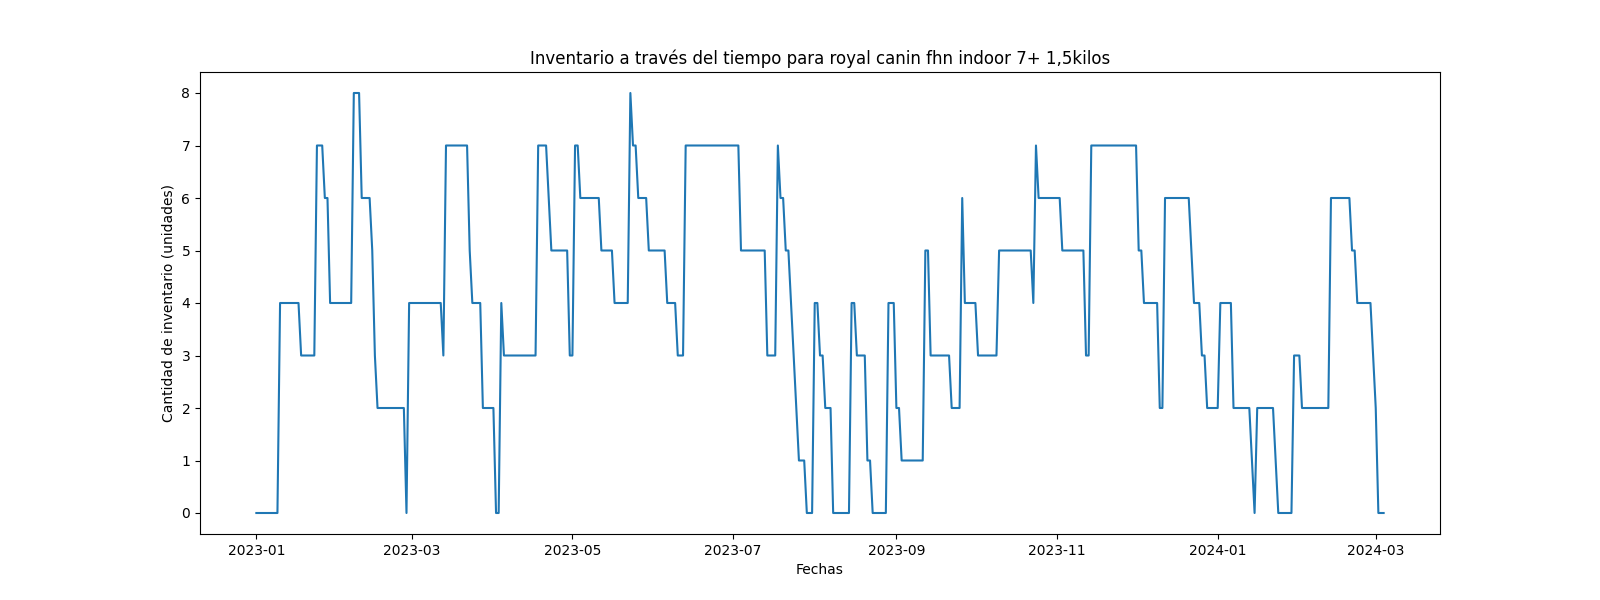 Inventario a través del tiempo para royal canin fhn indoor 7+ 1,5kilos
Cantidad de inventario (unidades)
8
7
6
5
4
3
2
1
0
2023-01 2023-03 2023-05 2023-07 2023-09 2023-11 2024-01 2024-03
Fechas